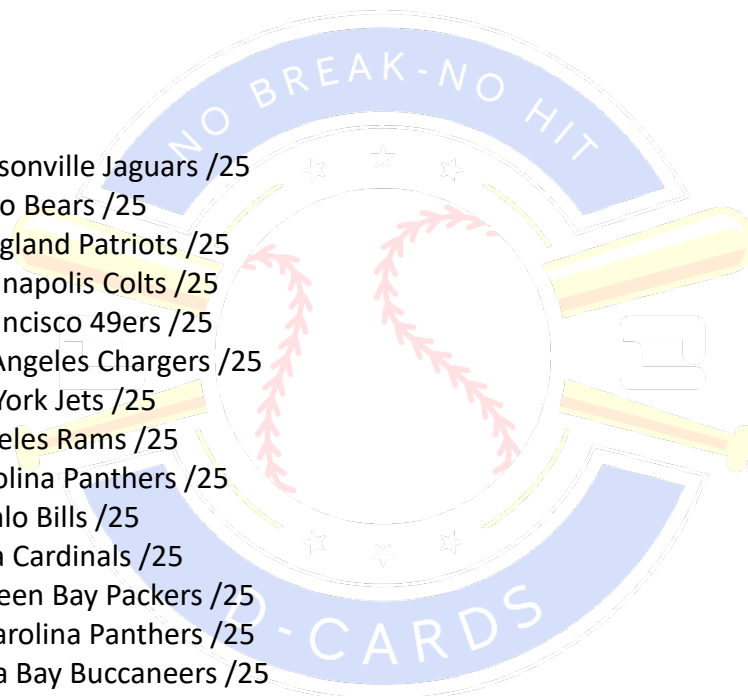 NO BREAK-NO HIT
sonville Jaguars /25
o Bears /25
gland Patriots /25
napolis Colts /25
ncisco 49ers /25
Angeles Chargers /25
York Jets /25
eles Rams /25
olina Panthers /25
alo Bills /25
a Cardinals /25
een Bay Packers /25
arolina Panthers /25
a Bay Buccaneers /25
D-CARDS